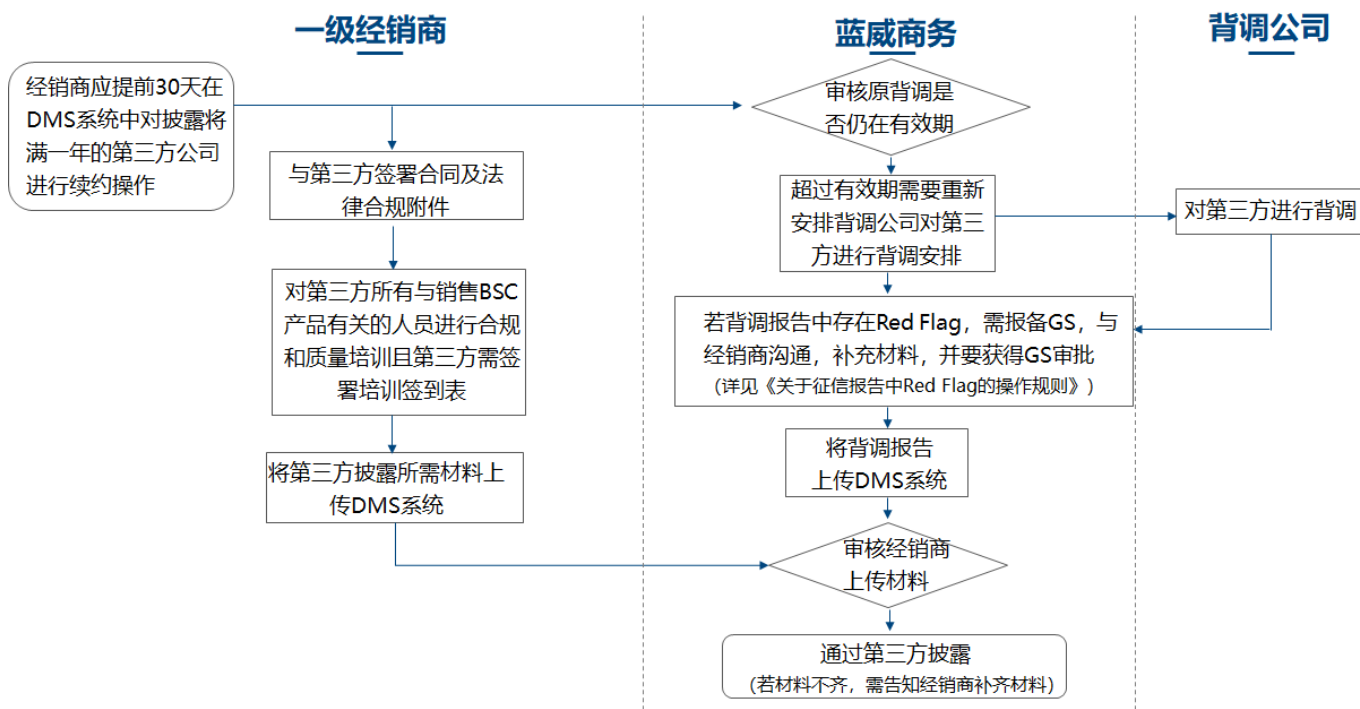 一级经销商
蓝威商务
背调公司
经销商应提前30天在
DMS系统中对披露将
满一年的第三方公司
进行续约操作
与第三方签署合同及法
律合规附件
对第三方所有与销售BSC
产品有关的人员进行合规
和质量培训且第三方需签
署培训签到表
将第三方披露所需材料上
传DMS系统
审核原背调是
否仍在有效期
超过有效期需要重新
安排背调公司对第三
方进行背调安排
对第三方进行背调
若背调报告中存在Red Flag，需报备GS，与
经销商沟通，补充材料，并要获得GS审批
（详见《关于征信报告中Red Flag的操作规则》）
将背调报告
上传DMS系统
审核经销商
上传材料
通过第三方披露
（若材料不齐，需告知经销商补齐材料）